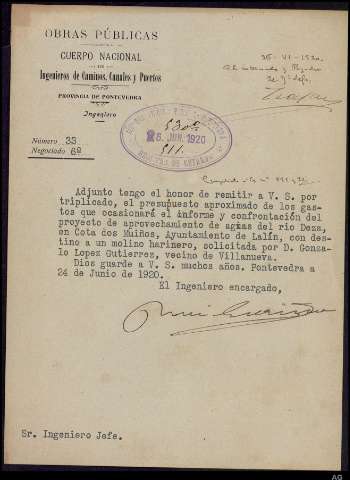 OBRAS PÚBLICAS
CUERPO NACIONAL
DE
Ingenieros de Caminos, Canales y Puertos
PROVINCIA DE PONTEVEDRA
Ingeniero
Número 33
Negociado 6º
26 JUN. 1920
Adjunto tengo el honor de remitir a V. S. por
triplicado, el presupuesto aproximado de los gas-
tos que ocasionará el informe y confrontación del
proyecto de aprovechamiento de aguas del rio Deza,
en Cota dos Muiños, Ayuntamiento de Lalín, con des-
tino a un molino harinero, solicitada por D. Gonza-
lo Lopez Gutierres, vecino de Villanueva.
Dios guarde a V. S. muchos años. Pontevedra a
24 de Junio de 1920.
El Ingeniero encargado,
Sr. Ingeniero Jefe.
AG